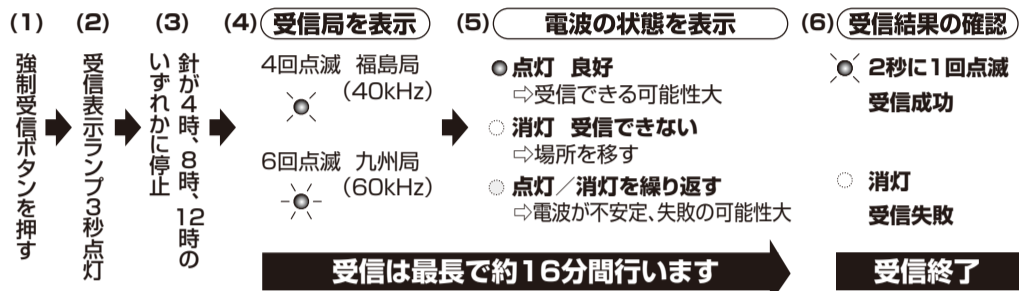 (1)
強制受信ボタンを押す
(2)
受信表示ランプ3秒点灯
(3)
針が4時、8時、12時の
いずれかに停止
(4) 受信局を表示
4回点滅 福島局
(40kHz)
6回点滅 九州局
(60kHz)
(5) 電波の状態を表示
点灯 良好
⇨受信できる可能性大
消灯 受信できない
⇨場所を移す
点灯/消灯を繰り返す
⇨電波が不安定、失敗の可能性大
受信は最長で約16分間行います
(6) 受信結果の確認
2秒に1回点滅
受信成功
消灯
受信失敗
受信終了